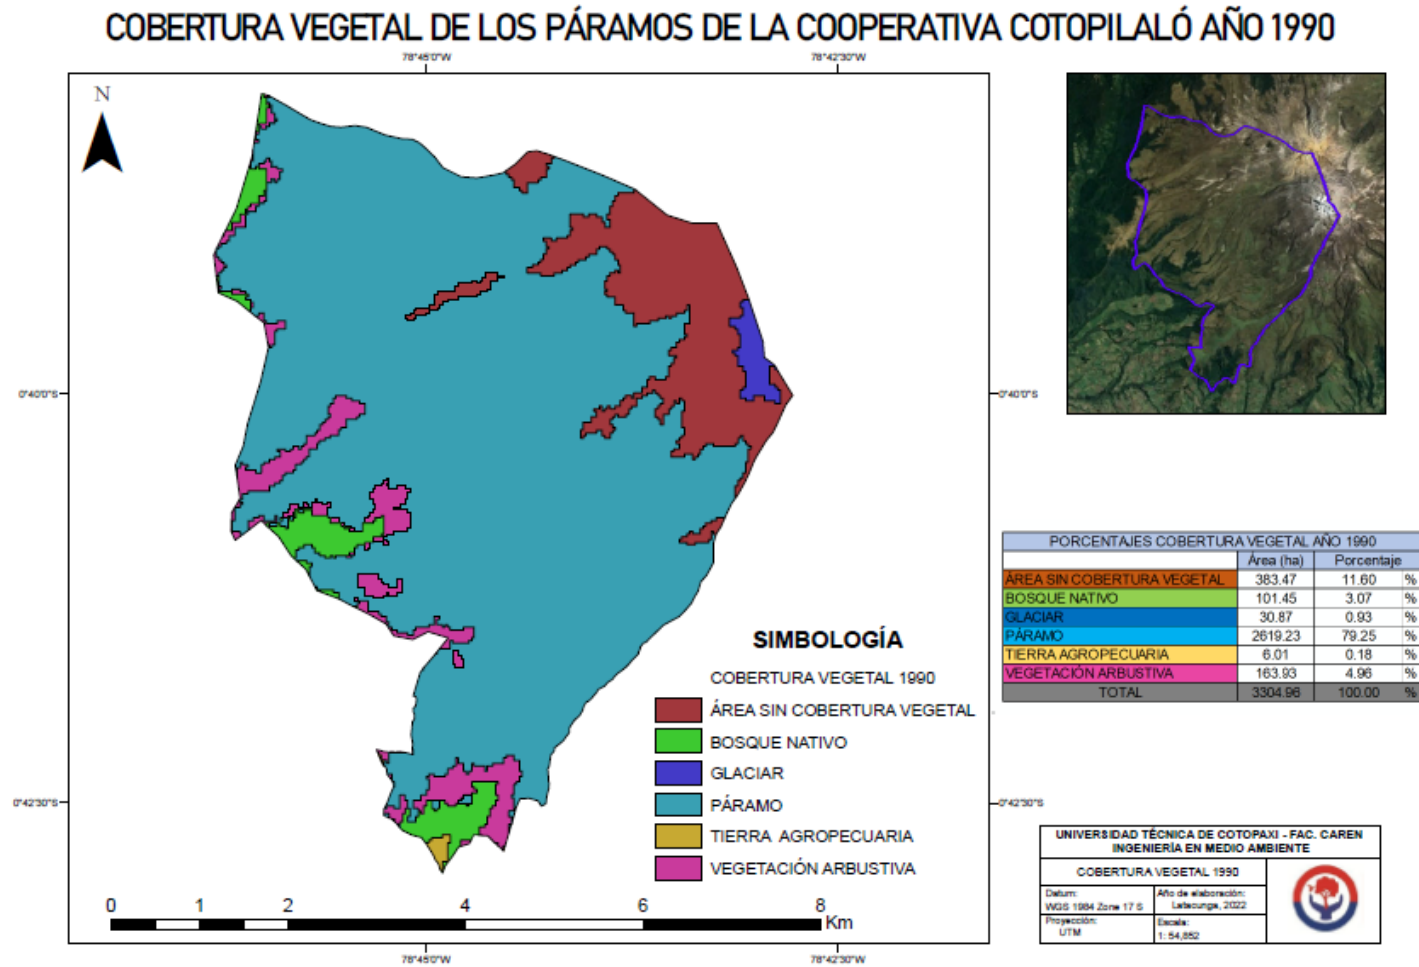 COBERTURA VEGETAL DE LOS PÁRAMOS DE LA COOPERATIVA COTOPILALÓ AÑO 1990
78°45'0"W 78°42'30"W
N
0°40'0"S 0°40'0"S
0°42'30"S 0°42'30"S
SIMBOLOGÍA
COBERTURA VEGETAL 1990
ÁREA SIN COBERTURA VEGETAL
BOSQUE NATIVO
GLACIAR
PÁRAMO
TIERRA AGROPECUARIA
VEGETACIÓN ARBUSTIVA
0 1 2 4 6 8 Km
78°45'0"W 78°42'30"W
PORCENTAJES COBERTURA VEGETAL AÑO 1990
Área (ha) Porcentaje
ÁREA SIN COBERTURA VEGETAL 383.47 11.60 %
BOSQUE NATIVO 101.45 3.07 %
GLACIAR 30.87 0.93 %
PÁRAMO 2619.23 79.25 %
TIERRA AGROPECUARIA 6.01 0.18 %
VEGETACIÓN ARBUSTIVA 163.93 4.96 %
TOTAL 3304.96 100.00 %
UNIVERSIDAD TÉCNICA DE COTOPAXI - FAC. CAREN
INGENIERÍA EN MEDIO AMBIENTE
COBERTURA VEGETAL 1990
Datum:
WGS 1984 Zone 17 S
Año de elaboración:
Latacunga, 2022
Proyección:
UTM
Escala:
1: 54,852